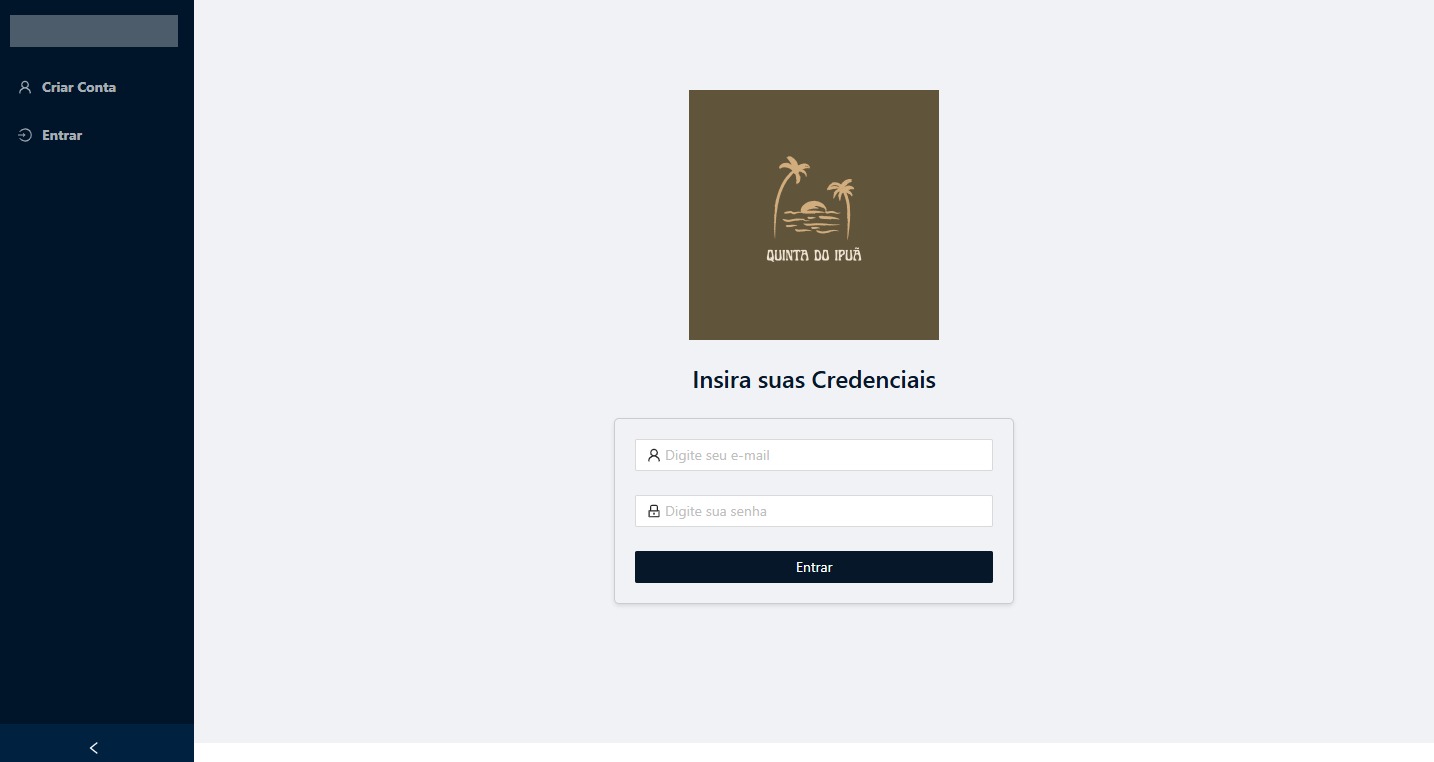 Criar Conta
Entrar
QUINTA DO IPUÃ
Insira suas Credenciais
Digite seu e-mail
Digite sua senha
Entrar